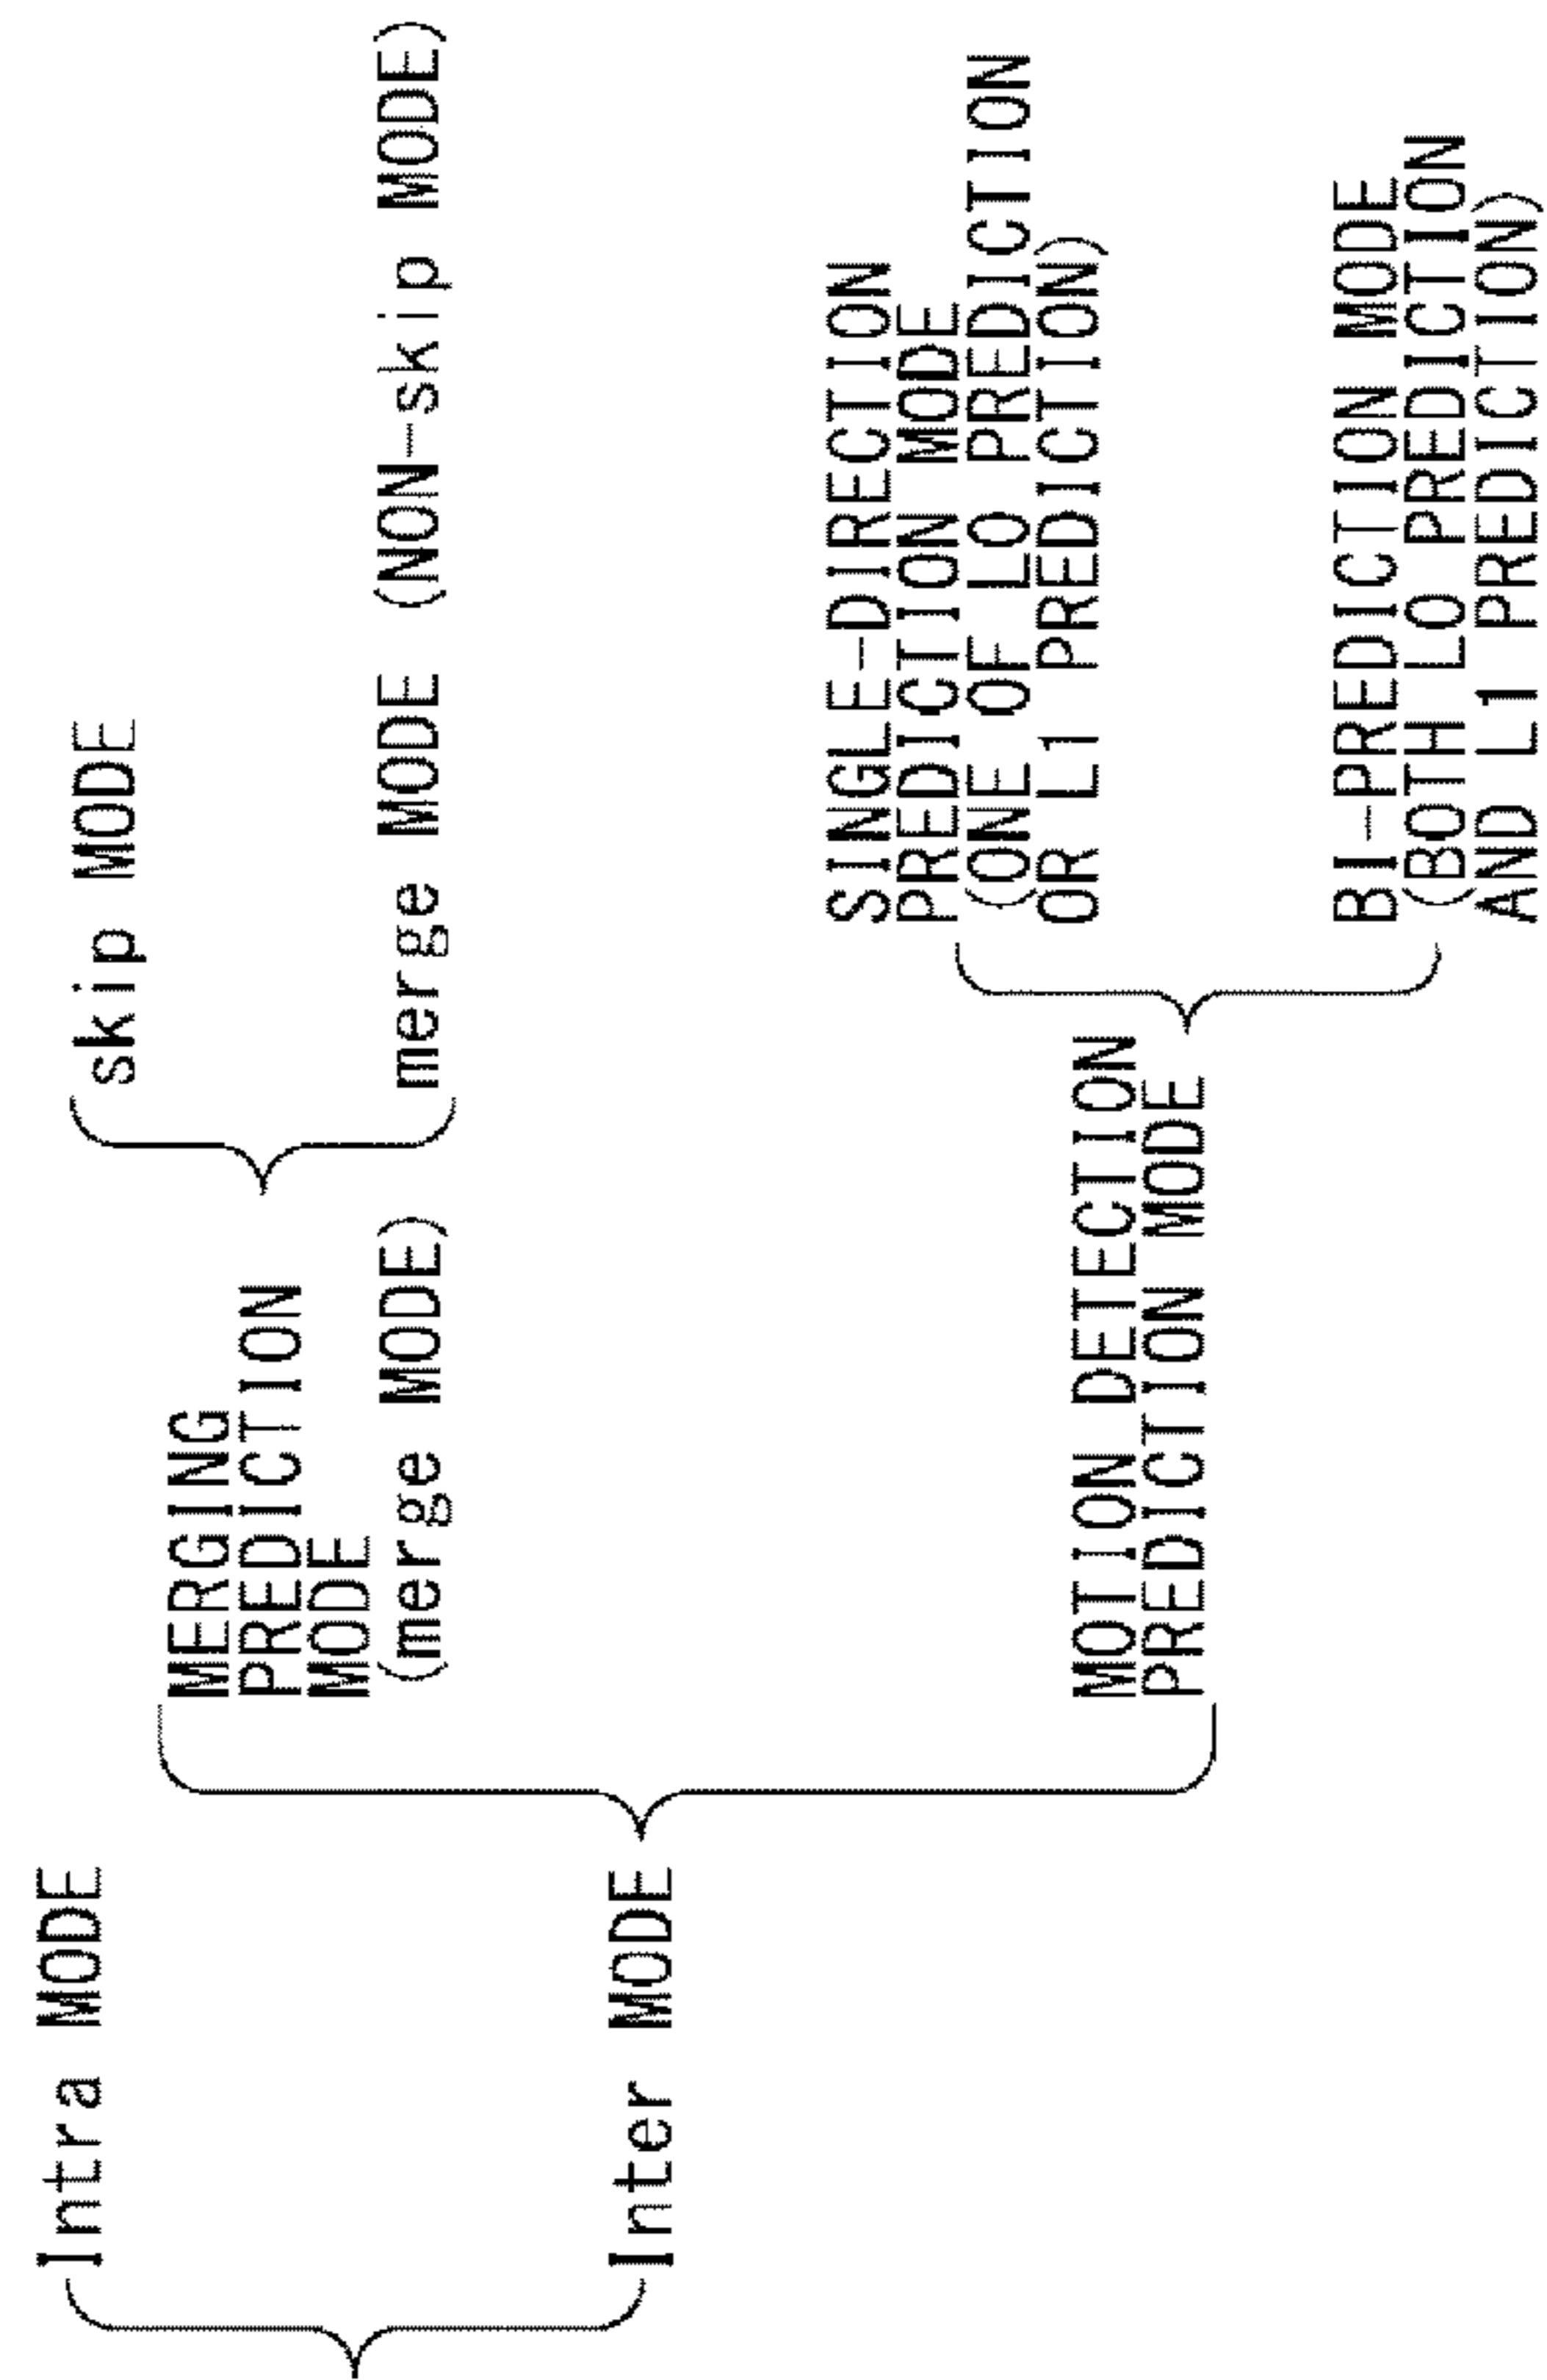 Intra MODE
Inter MODE
MERGING
PREDICTION
MODE
(merge MODE)
skip MODE
merge MODE (NON-skip MODE)
MOTION DETECTION
PREDICTION MODE
SINGLE-DIRECTION
PREDICTION MODE
(ONE OF L0 PREDICTION
OR L1 PREDICTION)
BI-PREDICTION MODE
(BOTH L0 PREDICTION
AND L1 PREDICTION)